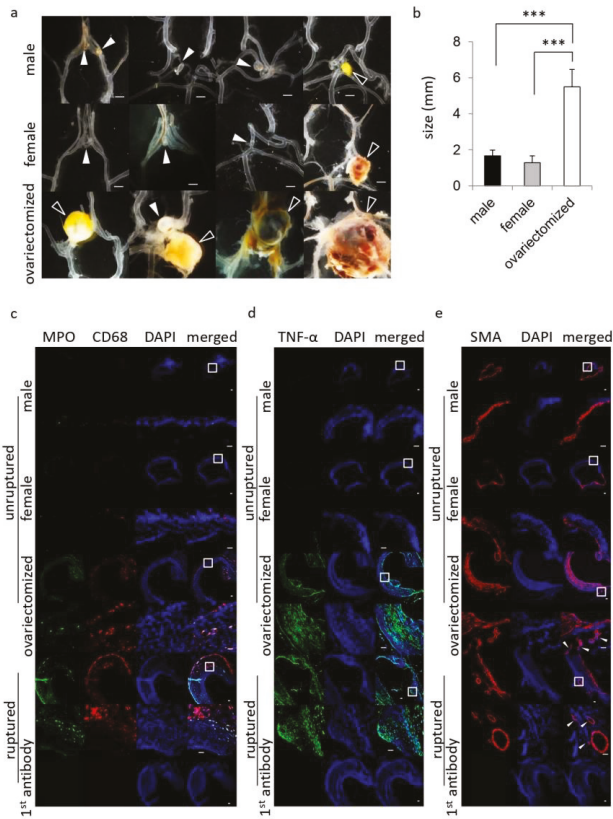 a
male
female
ovariectomized
b
***
***
size (mm)
8
6
4
2
0
male
female
ovariectomized
c
MPO CD68 DAPI merged
male
female
ovariectomized
unruptured
ruptured
1st antibody
d
TNF-α DAPI merged
male
female
ovariectomized
unruptured
ruptured
1st antibody
e
SMA DAPI merged
male
female
ovariectomized
unruptured
ruptured
1st antibody